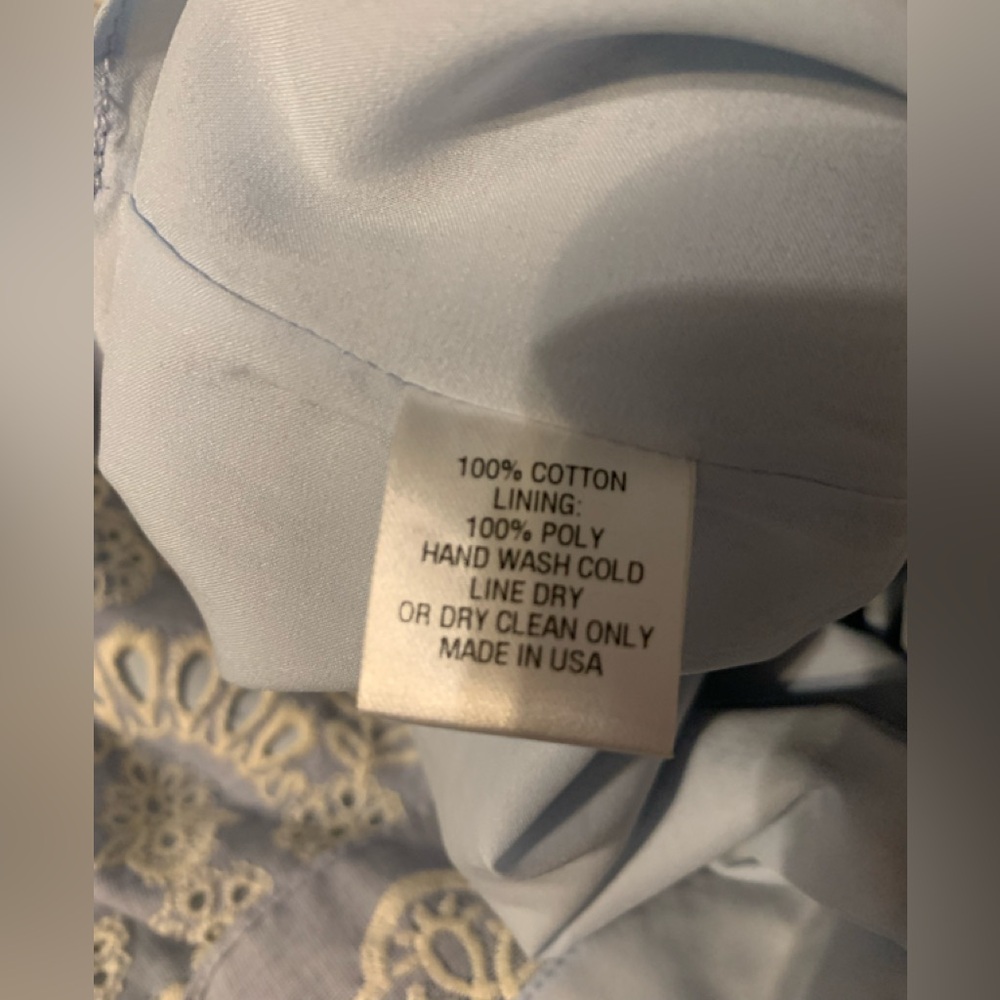 100% COTTON
LINING:
100% POLY
HAND WASH COLD
LINE DRY
OR DRY CLEAN ONLY
MADE IN USA